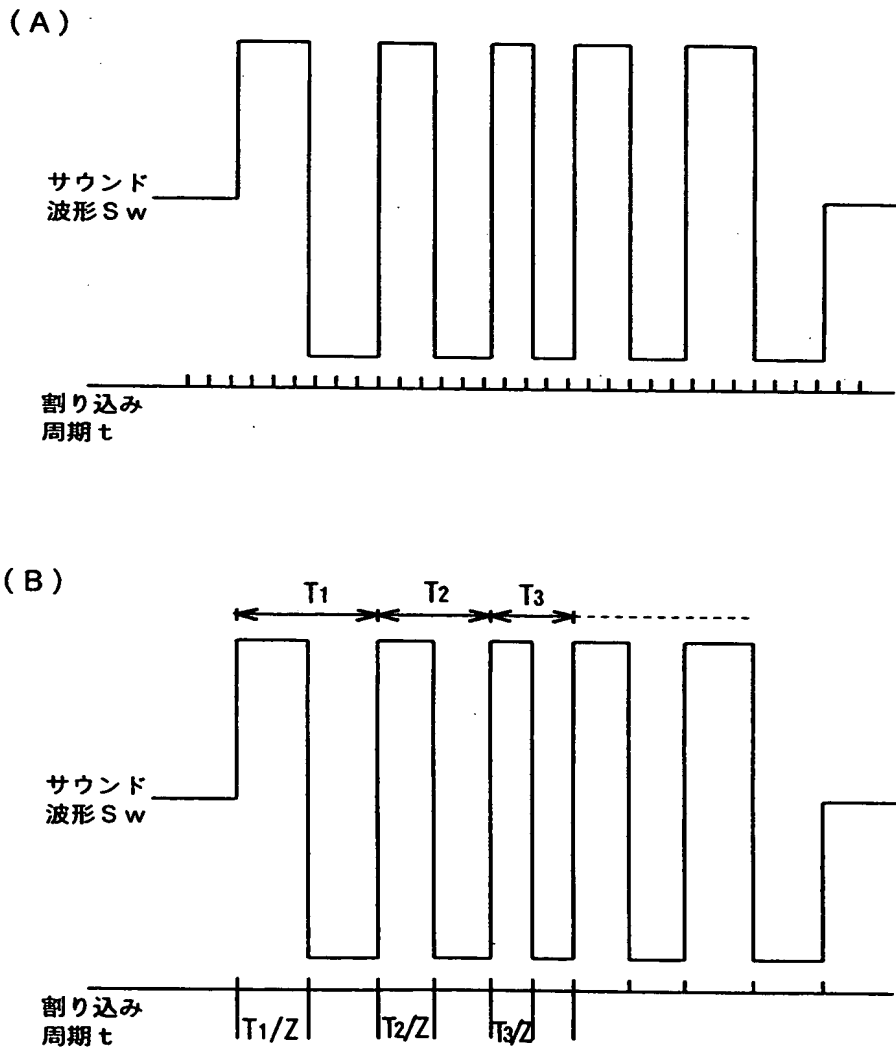 (A)
サウンド
波形Sw
割り込み
周期t
(B)
T1 T2 T3
サウンド
波形Sw
割り込み
周期t
T1/Z T2/Z T3/Z